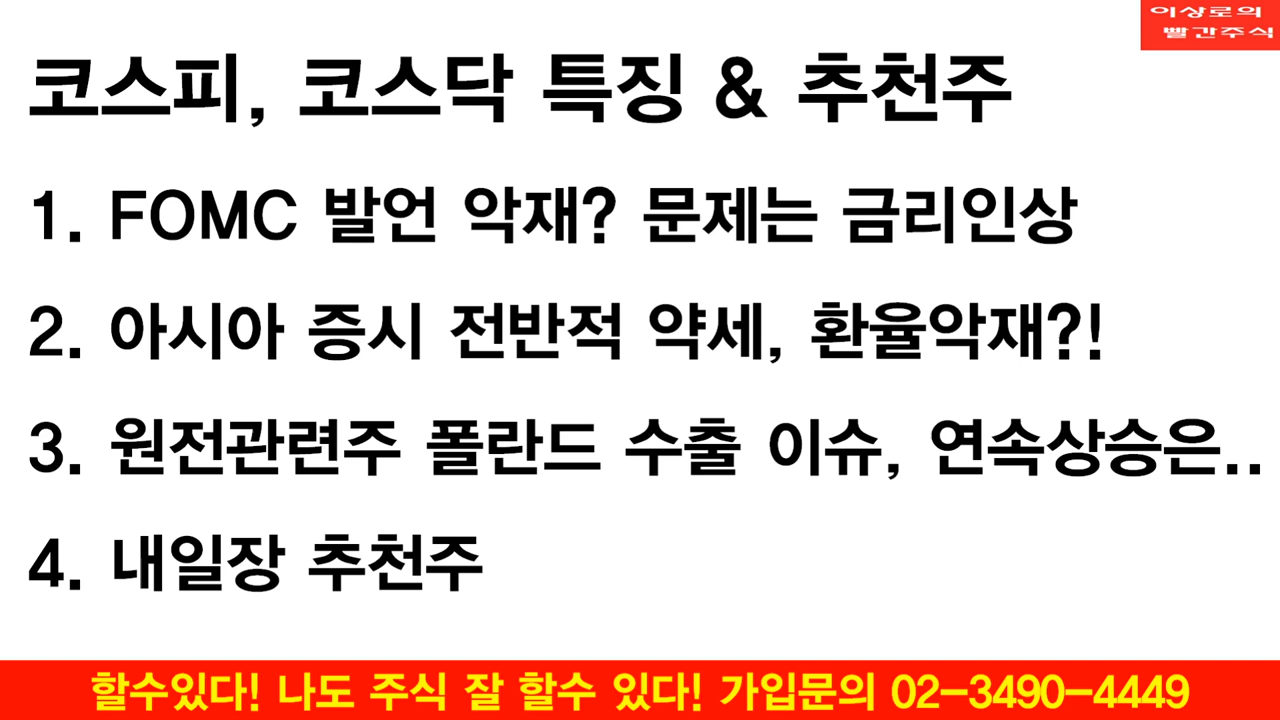 이상로의
빨간주식
코스피, 코스닥 특징 & 추천주
1. FOMC 발언 악재? 문제는 금리인상
2. 아시아 증시 전반적 약세, 환율악재?!
3. 원전관련주 폴란드 수출 이슈, 연속상승은..
4. 내일장 추천주
할수있다! 나도 주식 잘 할수 있다! 가입문의 02-3490-4449